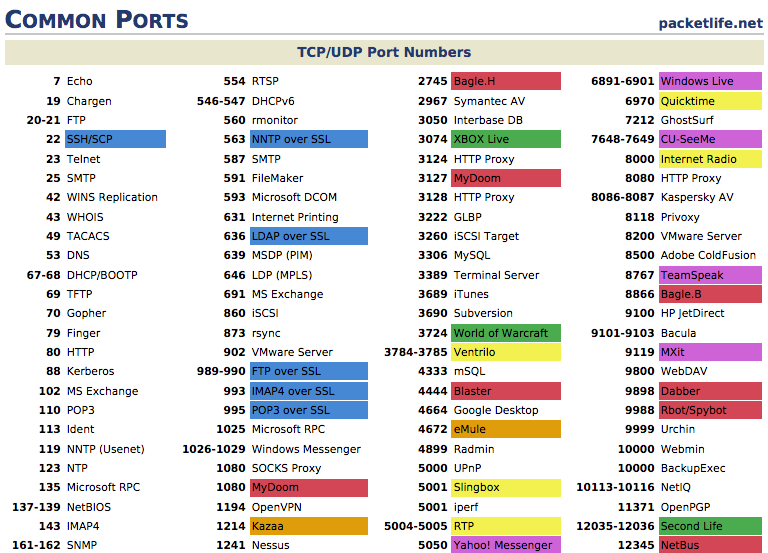 COMMON PORTS
packetlife.net
TCP/UDP Port Numbers
7 Echo
19 Chargen
20-21 FTP
22 SSH/SCP
23 Telnet
25 SMTP
42 WINS Replication
43 WHOIS
49 TACACS
53 DNS
67-68 DHCP/BOOTP
69 TFTP
70 Gopher
79 Finger
80 HTTP
88 Kerberos
102 MS Exchange
110 POP3
113 Ident
119 NNTP (Usenet)
123 NTP
135 Microsoft RPC
137-139 NetBIOS
143 IMAP4
161-162 SNMP
554 RTSP
546-547 DHCPv6
560 rmonitor
563 NNTP over SSL
587 SMTP
591 FileMaker
593 Microsoft DCOM
631 Internet Printing
636 LDAP over SSL
639 MSDP (PIM)
646 LDP (MPLS)
691 MS Exchange
860 iSCSI
873 rsync
902 VMware Server
989-990 FTP over SSL
993 IMAP4 over SSL
995 POP3 over SSL
1025 Microsoft RPC
1026-1029 Windows Messenger
1080 SOCKS Proxy
1080 MyDoom
1194 OpenVPN
1214 Kazaa
1241 Nessus
2745 Bagle.H
2967 Symantec AV
3050 Interbase DB
3074 XBOX Live
3124 HTTP Proxy
3127 MyDoom
3128 HTTP Proxy
3222 GLBP
3260 iSCSI Target
3306 MySQL
3389 Terminal Server
3689 iTunes
3690 Subversion
3724 World of Warcraft
3784-3785 Ventrilo
4333 mSQL
4444 Blaster
4664 Google Desktop
4672 eMule
4899 Radmin
5000 UPnP
5001 Slingbox
5001 iperf
5004-5005 RTP
5050 Yahoo! Messenger
6891-6901 Windows Live
6970 Quicktime
7212 GhostSurf
7648-7649 CU-SeeMe
8000 Internet Radio
8080 HTTP Proxy
8086-8087 Kaspersky AV
8118 Privoxy
8200 VMware Server
8500 Adobe ColdFusion
8767 TeamSpeak
8866 Bagle.B
9100 HP JetDirect
9101-9103 Bacula
9119 MXit
9800 WebDAV
9898 Dabber
9988 Rbot/Spybot
9999 Urchin
10000 Webmin
10000 BackupExec
10113-10116 NetIQ
11371 OpenPGP
12035-12036 Second Life
12345 NetBus